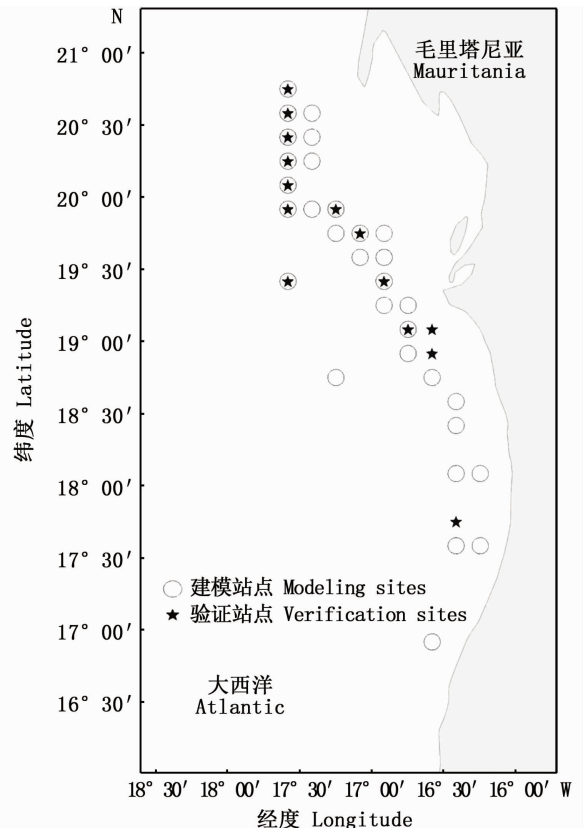 N
毛里塔尼亚
Mauritania
21° 00′
20° 30′
20° 00′
19° 30′
19° 00′
18° 30′
18° 00′
17° 30′
17° 00′
16° 30′
纬度 Latitude
建模站点 Modeling sites
验证站点 Verification sites
大西洋
Atlantic
18° 30′ 18° 00′ 17° 30′ 17° 00′ 16° 30′ 16° 00′ W
经度 Longitude